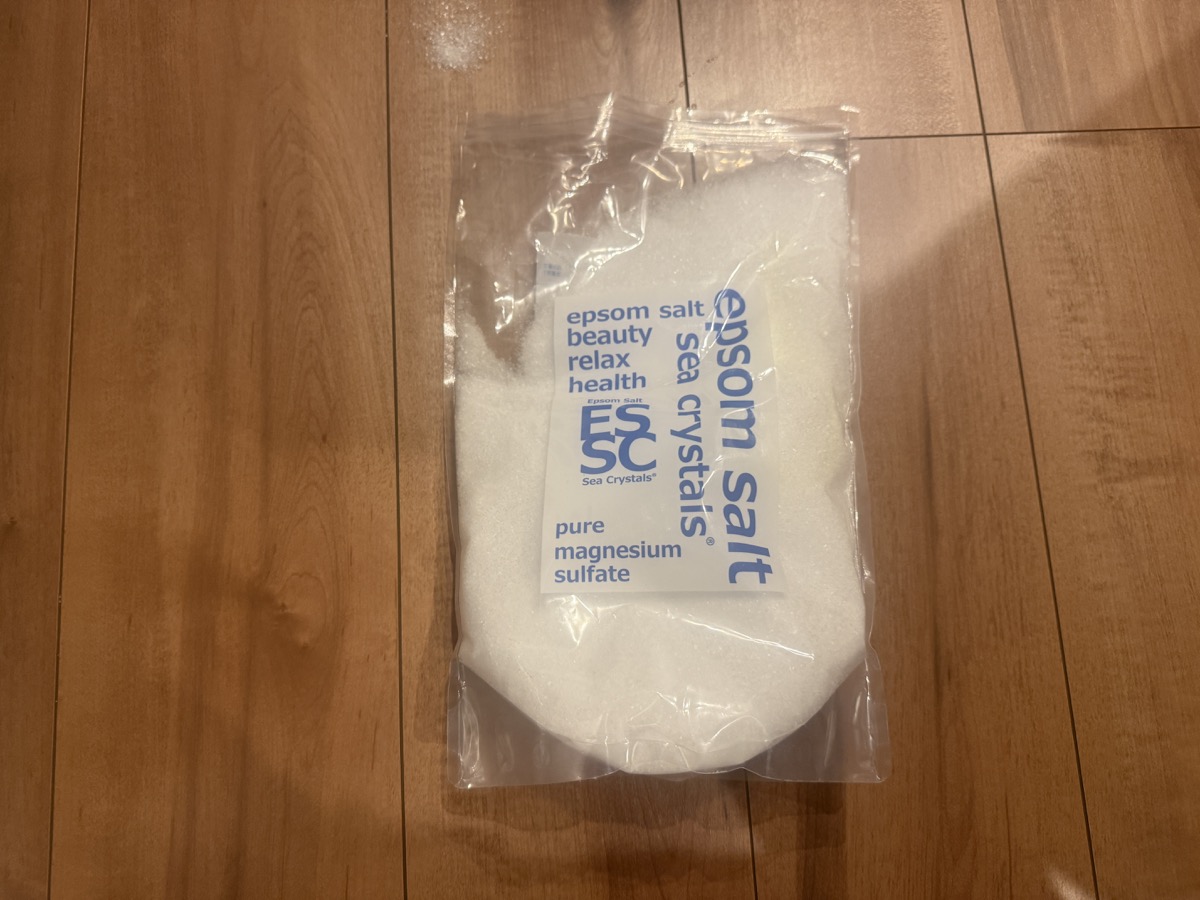 epsom salt
beauty
relax
health
Epsom Salt
ES
SC
Sea Crystals®
pure
magnesium
sulfate
epsom salt
sea crystals®